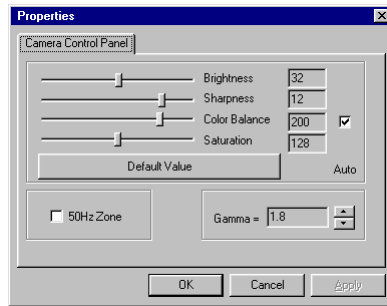 Properties
Camera Control Panel
Brightness 32
Sharpness 12
Color Balance 200
Saturation 128
Default Value Auto
50Hz Zone Gamma = 1.8
OK Cancel Apply